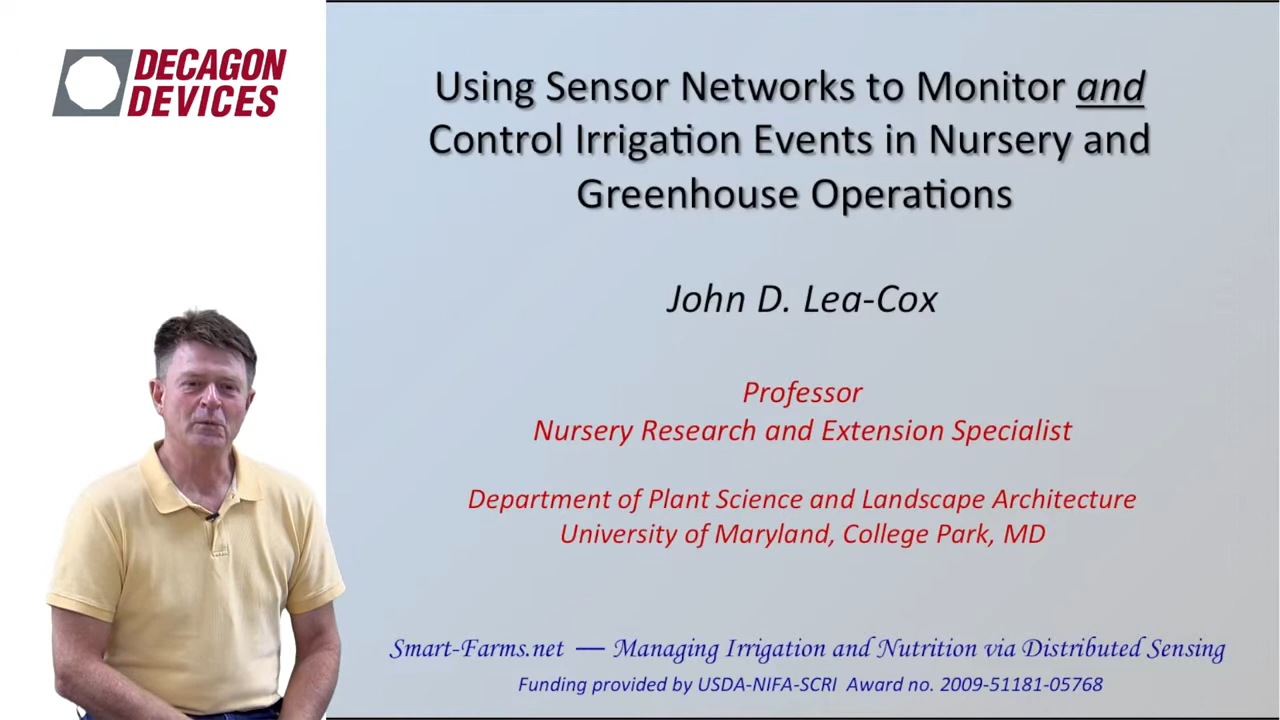 DECAGON
DEVICES
Using Sensor Networks to Monitor and
Control Irrigation Events in Nursery and
Greenhouse Operations
John D. Lea-Cox
Professor
Nursery Research and Extension Specialist
Department of Plant Science and Landscape Architecture
University of Maryland, College Park, MD
Smart-Farms.net — Managing Irrigation and Nutrition via Distributed Sensing
Funding provided by USDA-NIFA-SCRI Award no. 2009-51181-05768